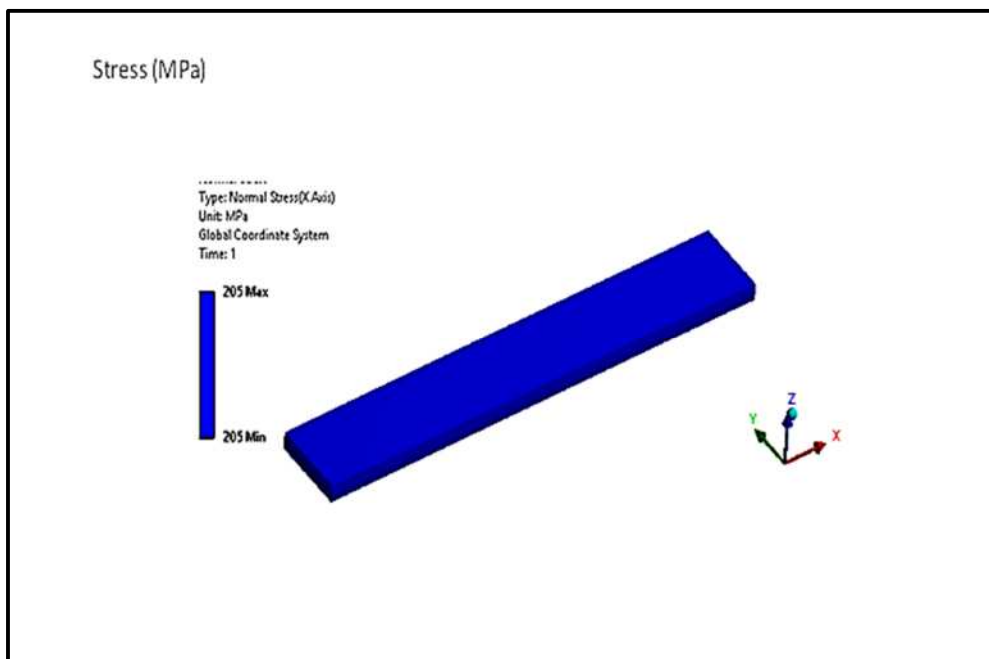 Stress (MPa)
Type: Normal Stress(X Axis)
Unit: MPa
Global Coordinate System
Time: 1
205 Max
205 Min
Z
Y
X